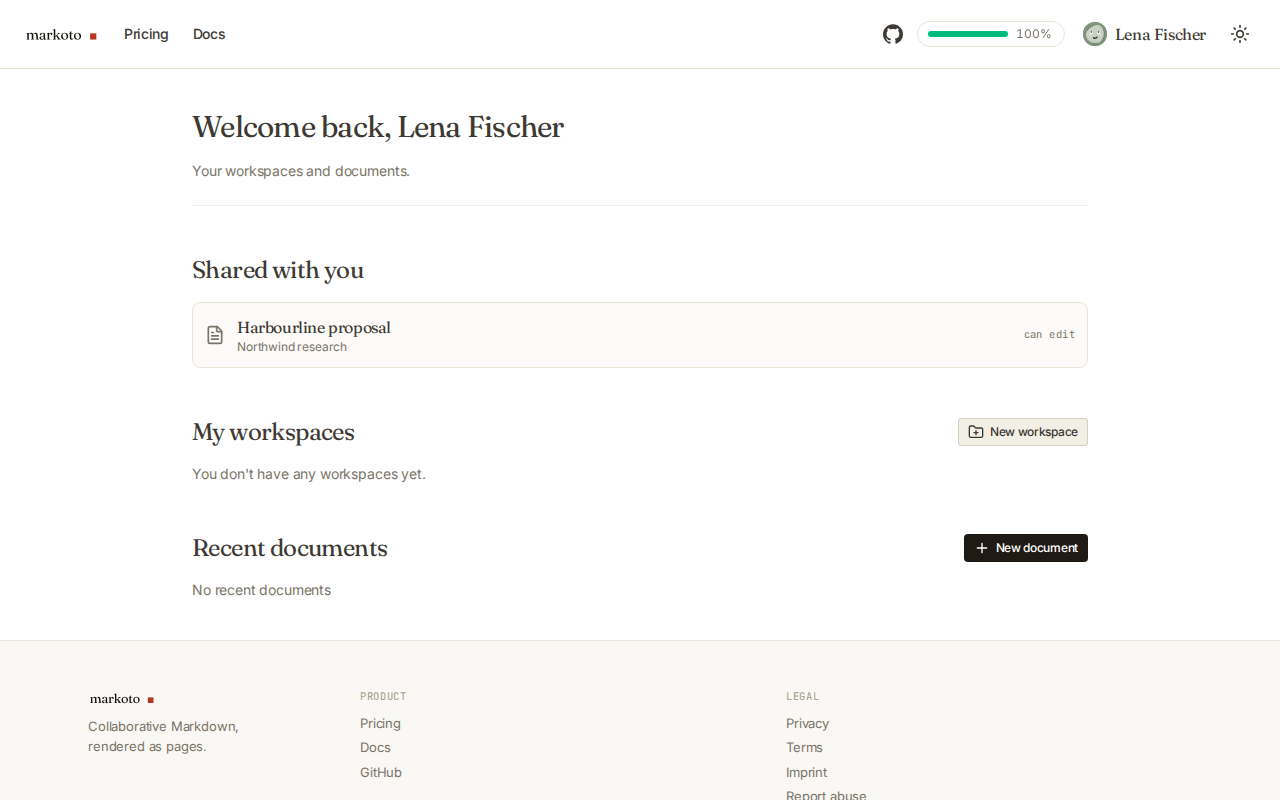 markoto
Pricing
Docs
100%
Lena Fischer
Welcome back, Lena Fischer
Your workspaces and documents.
Shared with you
Harbourline proposal
Northwind research
can edit
My workspaces
New workspace
You don't have any workspaces yet.
Recent documents
New document
No recent documents
markoto
Collaborative Markdown,
rendered as pages.
PRODUCT
Pricing
Docs
GitHub
LEGAL
Privacy
Terms
Imprint
Report abuse